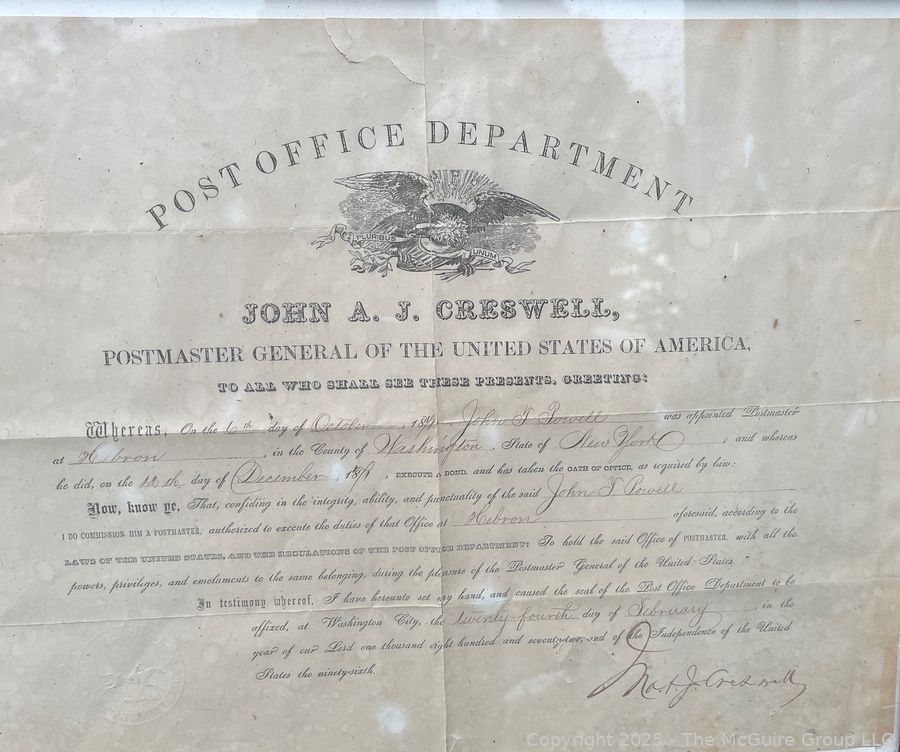 POST OFFICE DEPARTMENT
E PLURIBUS UNUM
JOHN A. J. CRESWELL,
POSTMASTER GENERAL OF THE UNITED STATES OF AMERICA,
TO ALL WHO SHALL SEE THESE PRESENTS, GREETING:
Whereas, On the 6th day of October, 18 , John T Powell was appointed Postmaster
at Hebron, in the County of Washington, State of New York; and whereas
he did, on the 12th day of December, 18 , EXECUTE A BOND, and has taken the OATH OF OFFICE, as required by law:
Now, know ye, That, confiding in the integrity, ability, and punctuality of the said John T Powell
I DO COMMISSION HIM A POSTMASTER, authorized to execute the duties of that Office at Hebron aforesaid, according to the
LAWS OF THE UNITED STATES, AND THE REGULATIONS OF THE POST OFFICE DEPARTMENT: To hold the said Office of POSTMASTER, with all the
powers, privileges, and emoluments to the same belonging, during the pleasure of the Postmaster General of the United States.
In testimony whereof, I have hereunto set my hand, and caused the seal of the Post Office Department to be
affixed, at Washington City, the twenty-fourth day of February in the
year of our Lord one thousand eight hundred and seventy-two, and of the Independence of the United
States the ninety-sixth.
Jno. A. J. Creswell
Copyright 2025 - The McGuire Group LLC